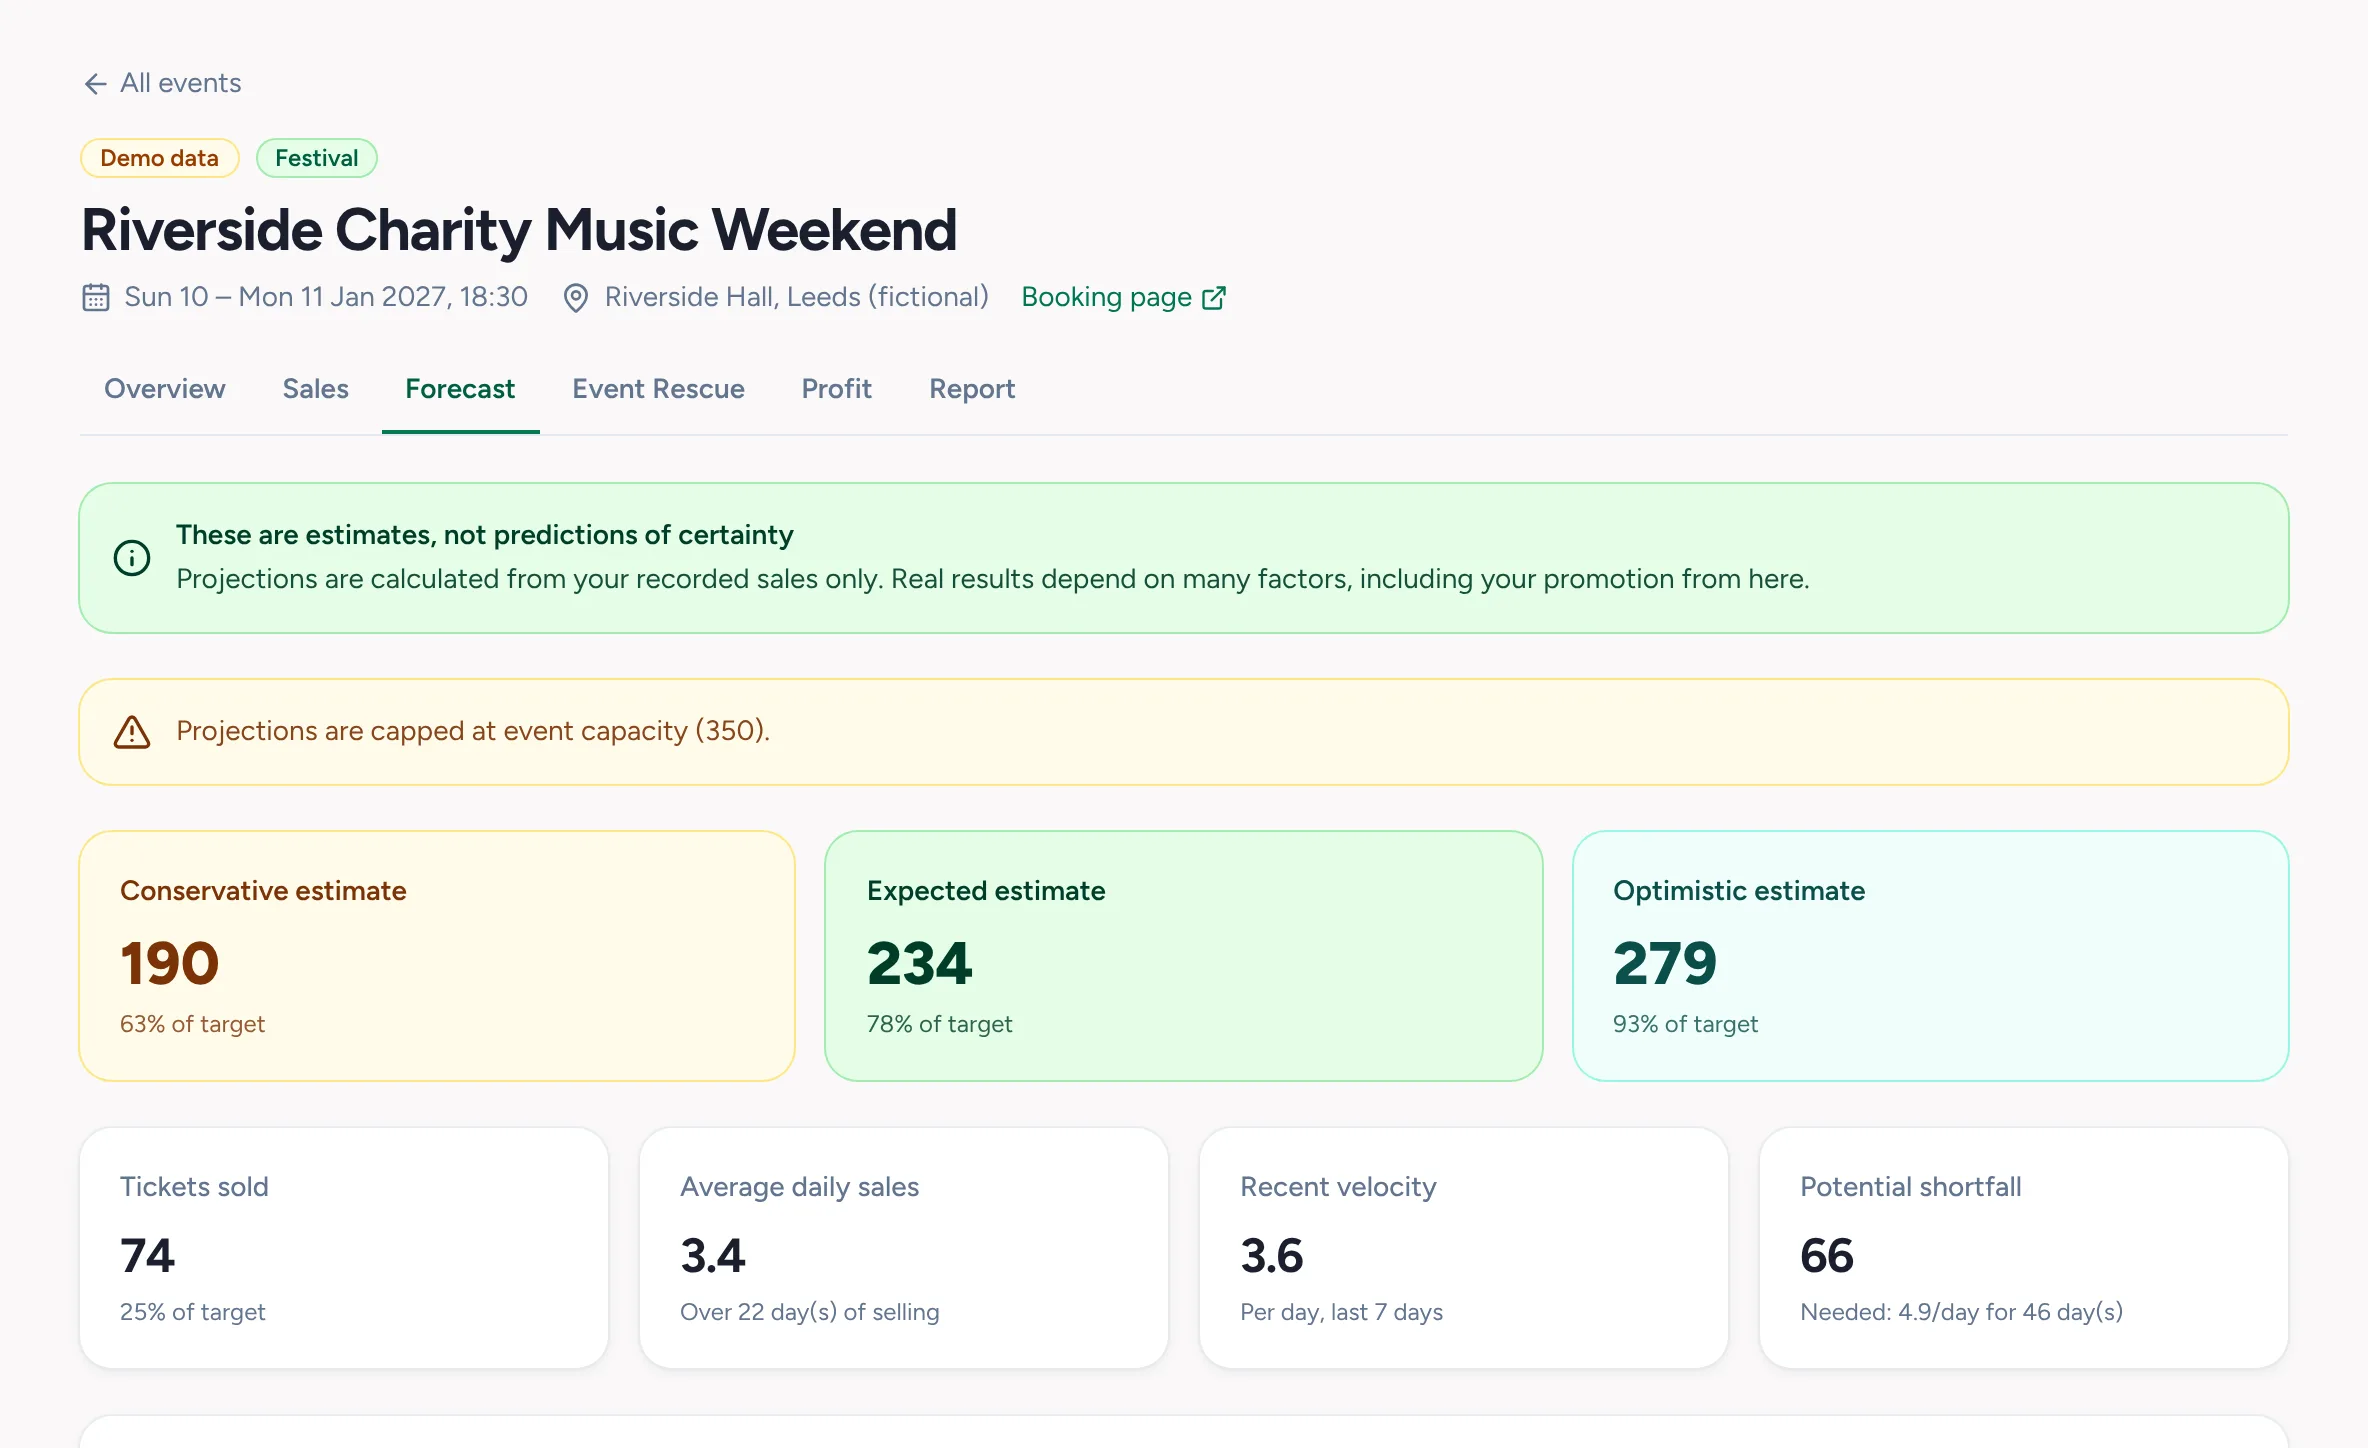 All events
Demo data
Festival
Riverside Charity Music Weekend
Sun 10 – Mon 11 Jan 2027, 18:30
Riverside Hall, Leeds (fictional)
Booking page
Overview
Sales
Forecast
Event Rescue
Profit
Report
These are estimates, not predictions of certainty
Projections are calculated from your recorded sales only. Real results depend on many factors, including your promotion from here.
Projections are capped at event capacity (350).
Conservative estimate
190
63% of target
Expected estimate
234
78% of target
Optimistic estimate
279
93% of target
Tickets sold
74
25% of target
Average daily sales
3.4
Over 22 day(s) of selling
Recent velocity
3.6
Per day, last 7 days
Potential shortfall
66
Needed: 4.9/day for 46 day(s)